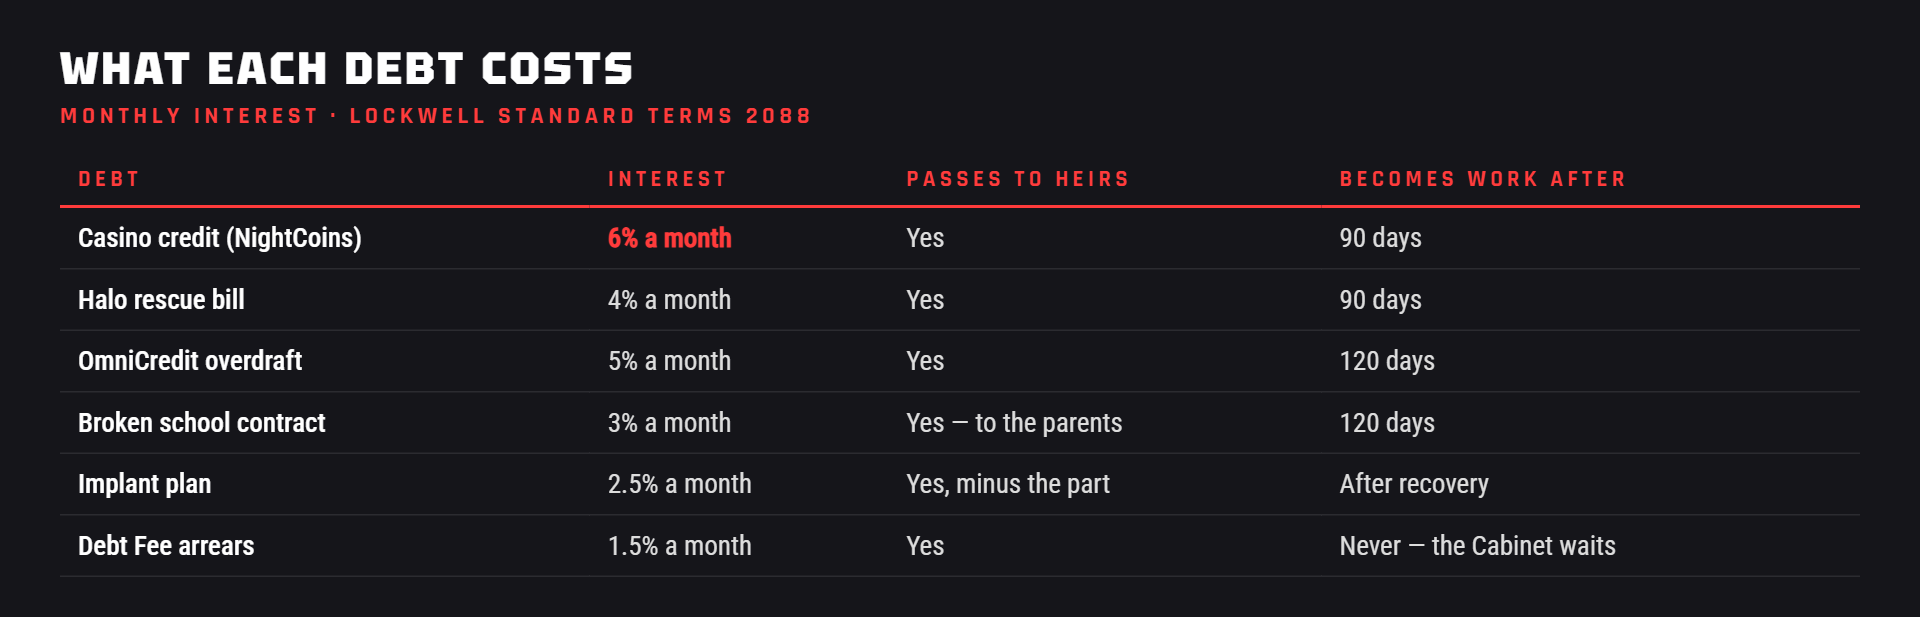 WHAT EACH DEBT COSTS
MONTHLY INTEREST · LOCKWELL STANDARD TERMS 2088
DEBT INTEREST PASSES TO HEIRS BECOMES WORK AFTER
Casino credit (NightCoins) 6% a month Yes 90 days
Halo rescue bill 4% a month Yes 90 days
OmniCredit overdraft 5% a month Yes 120 days
Broken school contract 3% a month Yes — to the parents 120 days
Implant plan 2.5% a month Yes, minus the part After recovery
Debt Fee arrears 1.5% a month Yes Never — the Cabinet waits